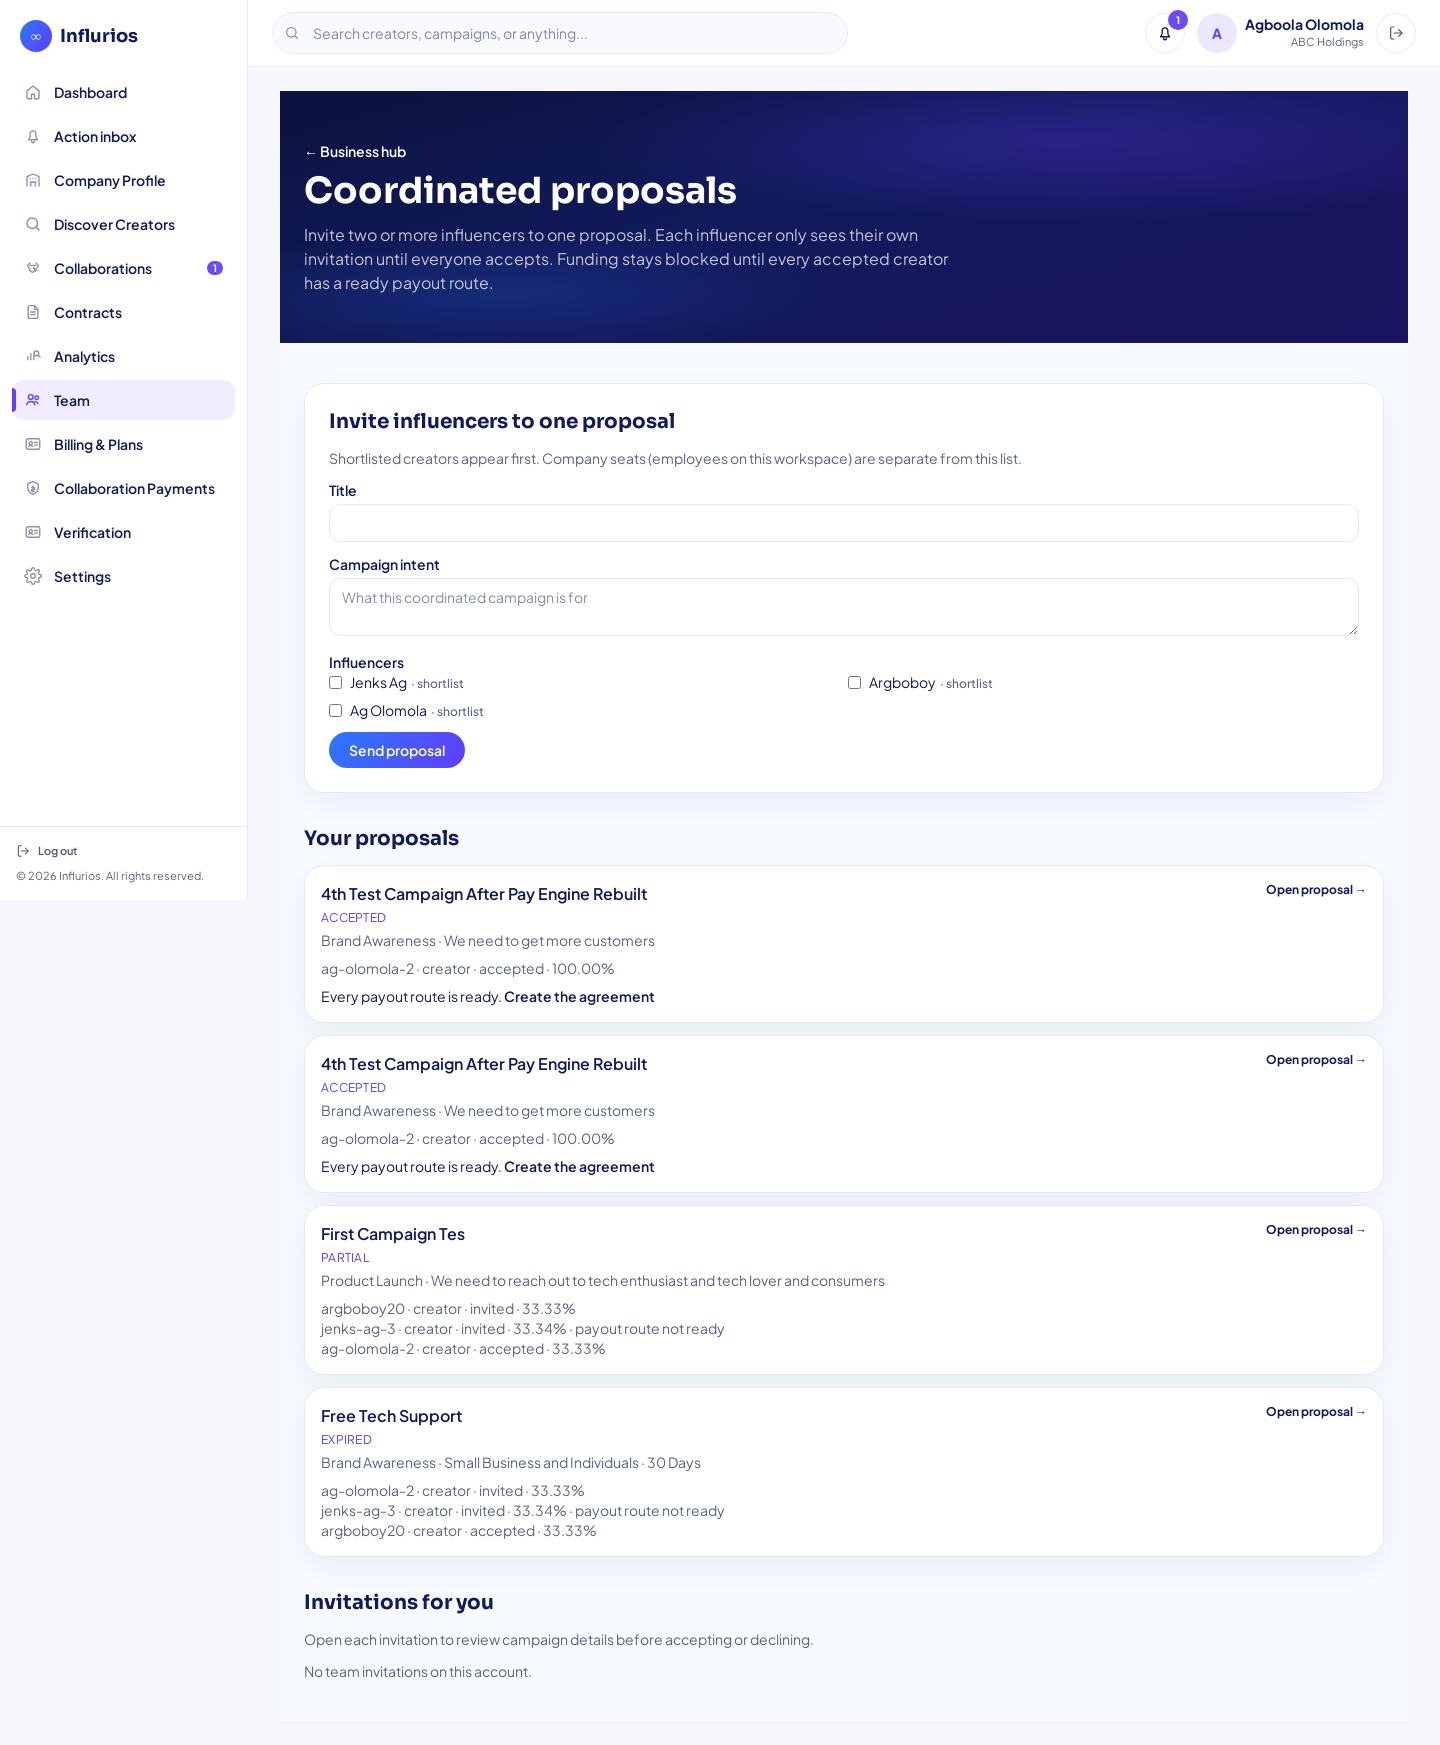 Influrios
Search creators, campaigns, or anything...
1
A
Agboola Olomola
ABC Holdings
Dashboard
Action inbox
Company Profile
Discover Creators
Collaborations
1
Contracts
Analytics
Team
Billing & Plans
Collaboration Payments
Verification
Settings
Log out
© 2026 Influrios. All rights reserved.
← Business hub
Coordinated proposals
Invite two or more influencers to one proposal. Each influencer only sees their own
invitation until everyone accepts. Funding stays blocked until every accepted creator
has a ready payout route.
Invite influencers to one proposal
Shortlisted creators appear first. Company seats (employees on this workspace) are separate from this list.
Title
Campaign intent
What this coordinated campaign is for
Influencers
Jenks Ag · shortlist
Argboboy · shortlist
Ag Olomola · shortlist
Send proposal
Your proposals
4th Test Campaign After Pay Engine Rebuilt
Open proposal →
ACCEPTED
Brand Awareness · We need to get more customers
ag-olomola-2 · creator · accepted · 100.00%
Every payout route is ready. Create the agreement
4th Test Campaign After Pay Engine Rebuilt
Open proposal →
ACCEPTED
Brand Awareness · We need to get more customers
ag-olomola-2 · creator · accepted · 100.00%
Every payout route is ready. Create the agreement
First Campaign Tes
Open proposal →
PARTIAL
Product Launch · We need to reach out to tech enthusiast and tech lover and consumers
argboboy20 · creator · invited · 33.33%
jenks-ag-3 · creator · invited · 33.34% · payout route not ready
ag-olomola-2 · creator · accepted · 33.33%
Free Tech Support
Open proposal →
EXPIRED
Brand Awareness · Small Business and Individuals · 30 Days
ag-olomola-2 · creator · invited · 33.33%
jenks-ag-3 · creator · invited · 33.34% · payout route not ready
argboboy20 · creator · accepted · 33.33%
Invitations for you
Open each invitation to review campaign details before accepting or declining.
No team invitations on this account.